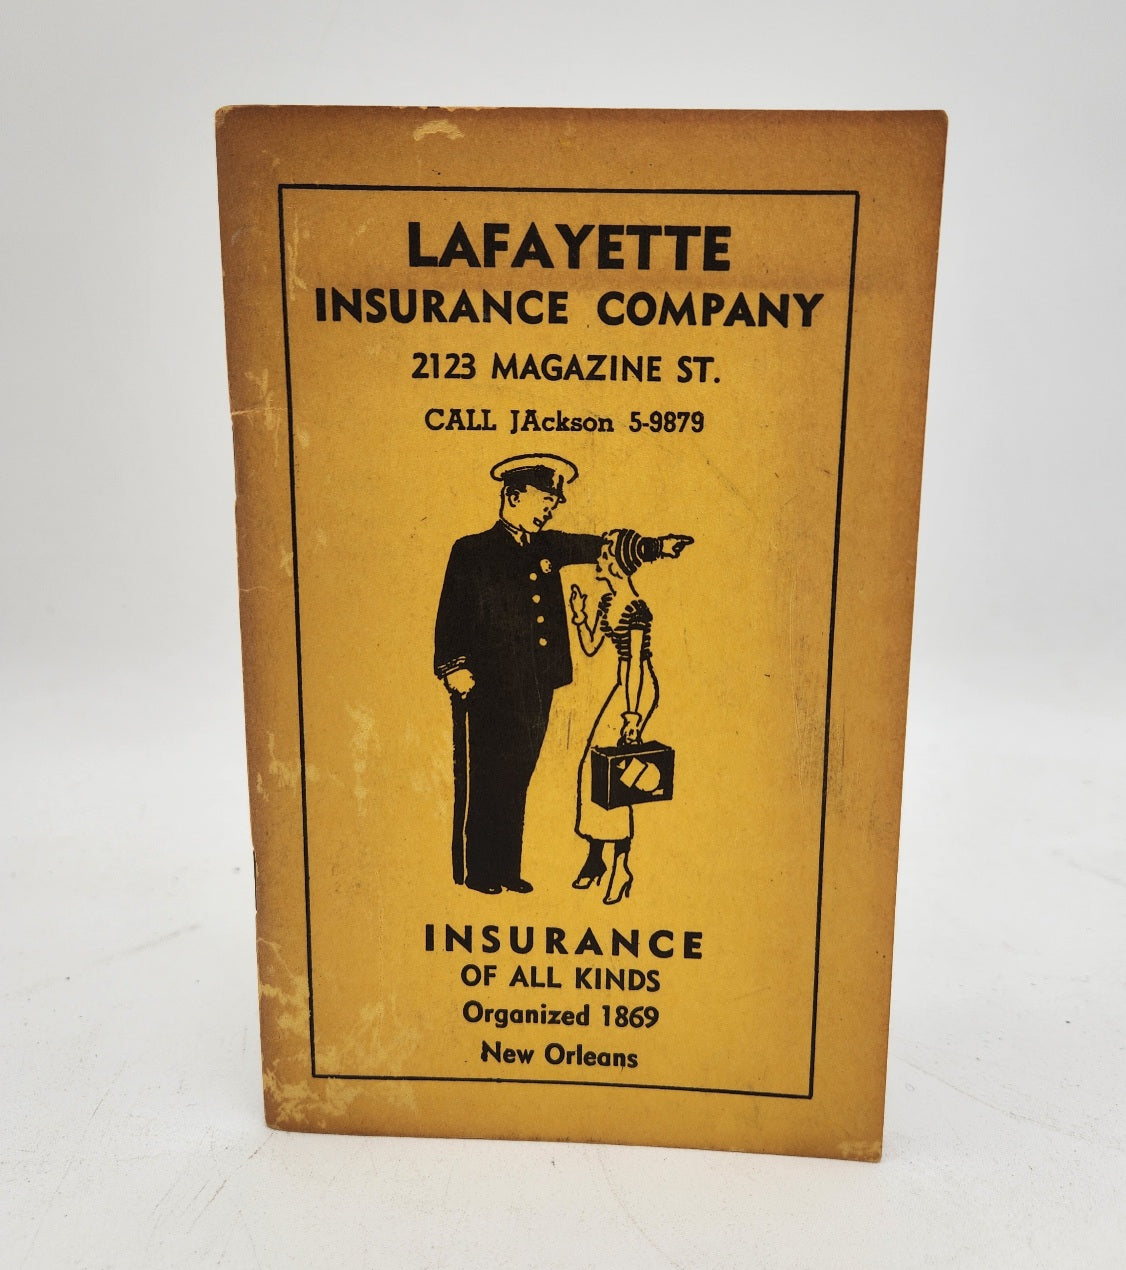 LAFAYETTE
INSURANCE COMPANY
2123 MAGAZINE ST.
CALL JAckson 5-9879
INSURANCE
OF ALL KINDS
Organized 1869
New Orleans